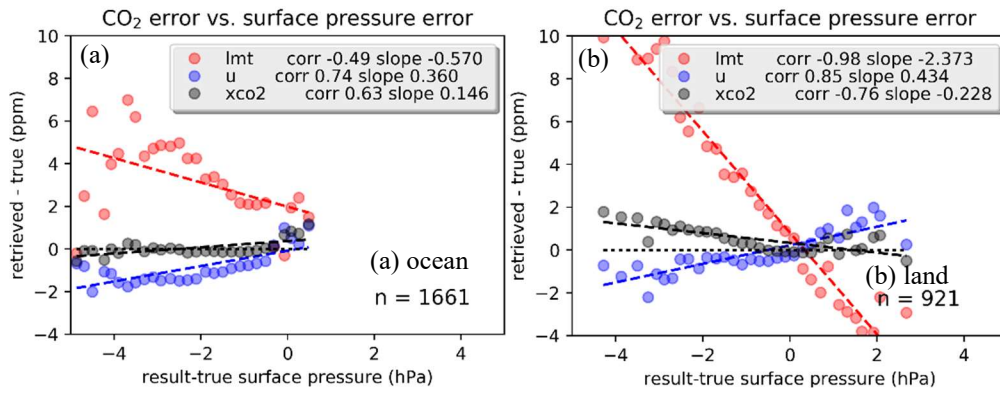 CO2 error vs. surface pressure error
(a)
lmt corr -0.49 slope -0.570
u corr 0.74 slope 0.360
xco2 corr 0.63 slope 0.146
10
8
6
4
2
0
−2
−4
retrieved - true (ppm)
(a) ocean
n = 1661
−4 −2 0 2 4
result-true surface pressure (hPa)
CO2 error vs. surface pressure error
(b)
lmt corr -0.98 slope -2.373
u corr 0.85 slope 0.434
xco2 corr -0.76 slope -0.228
10
8
6
4
2
0
−2
−4
retrieved - true (ppm)
(b) land
n = 921
−4 −2 0 2 4
result-true surface pressure (hPa)